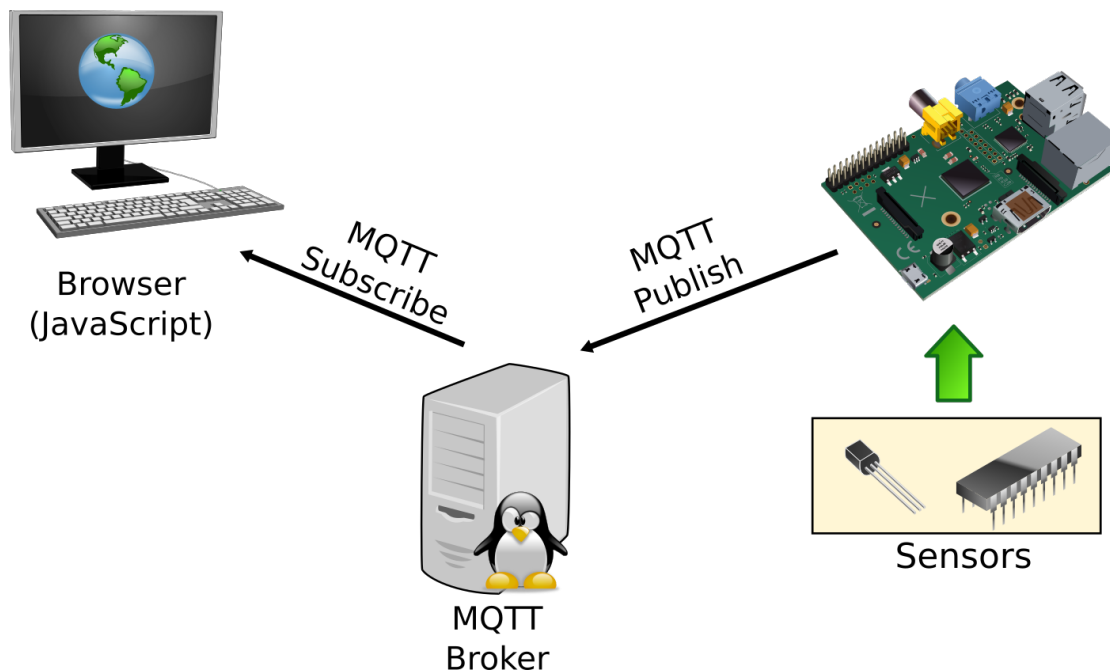 MQTT
Subscribe
MQTT
Publish
Browser
(JavaScript)
Sensors
MQTT
Broker